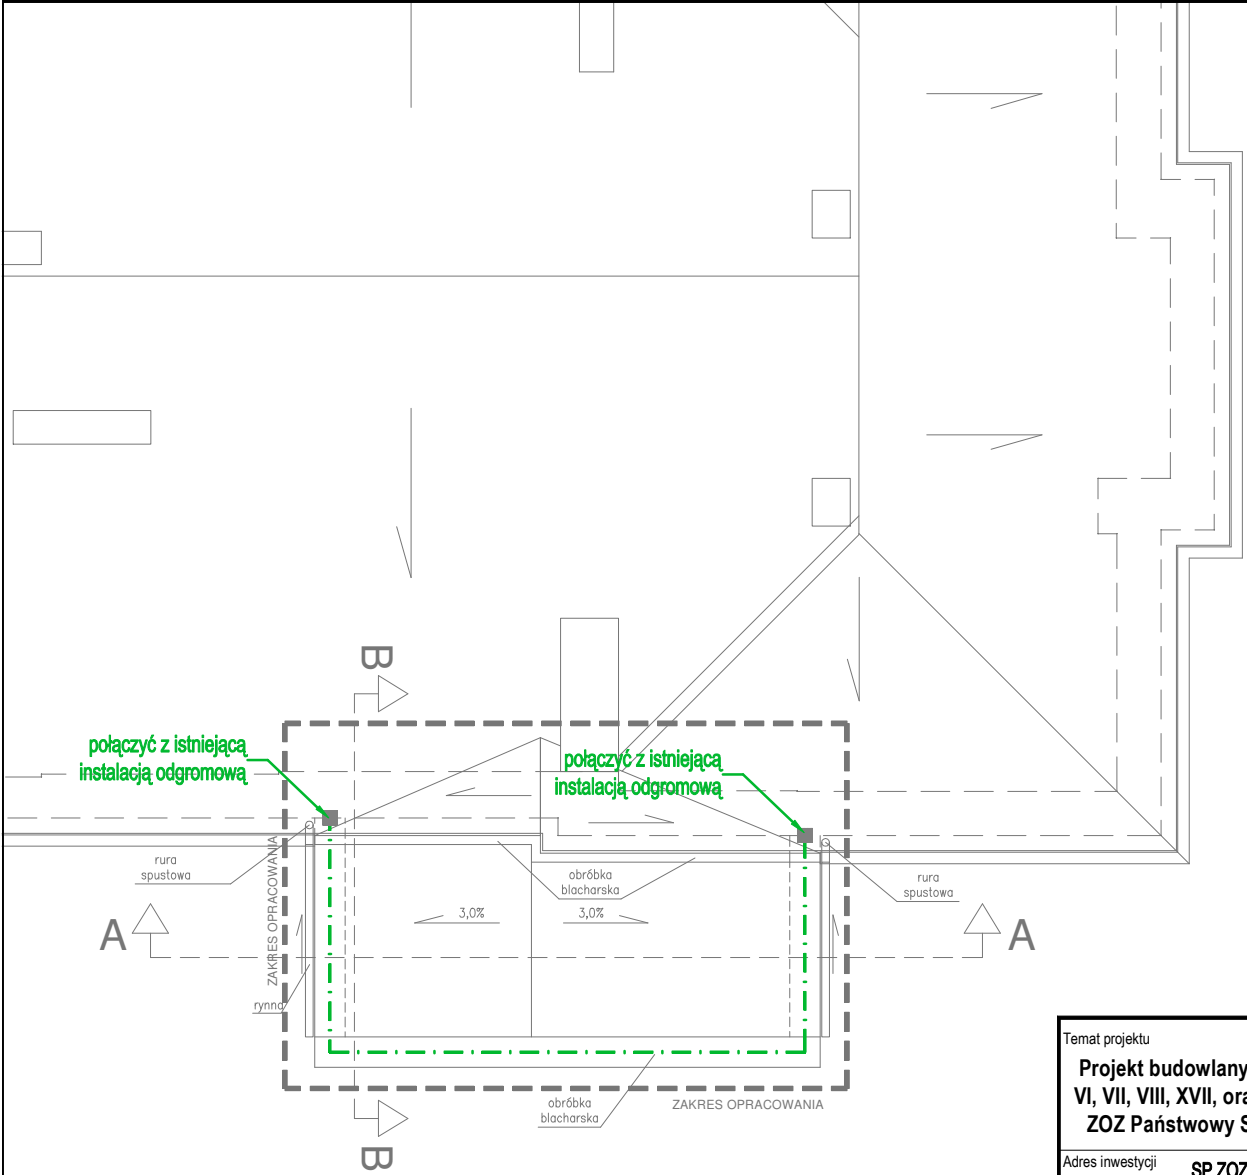 B
połączyć z istniejącą
instalacją odgromową
połączyć z istniejącą
instalacją odgromową
rura
spustowa
ZAKRES OPRACOWANIA
obróbka
blacharska
rura
spustowa
3,0%
3,0%
A
A
rynna
obróbka
blacharska
ZAKRES OPRACOWANIA
B
Temat projektu
Projekt budowlany
VI, VII, VIII, XVII, ora
ZOZ Państwowy S
Adres inwestycji
SP ZOZ